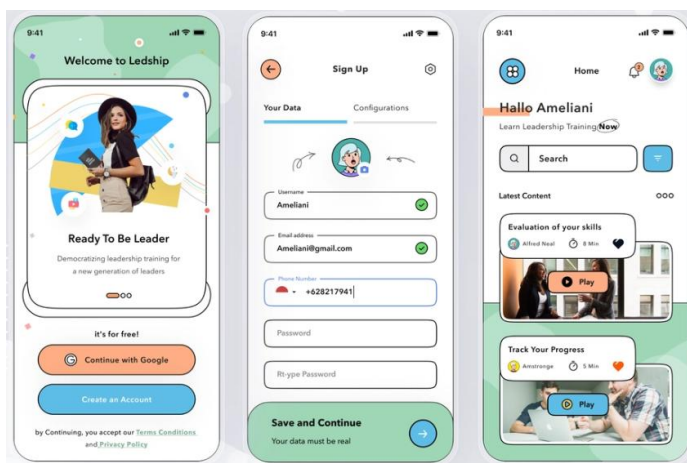 9:41
Welcome to Ledship
Ready To Be Leader
Democratizing leadership training for
a new generation of leaders
it's for free!
G Continue with Google
Create an Account
by Continuing, you accept our Terms Conditions
and Privacy Policy
9:41
Sign Up
Your Data Configurations
Username
Ameliani
Email address
Ameliani@gmail.com
Phone Number
+628217941
Password
Rt-ype Password
Save and Continue
Your data must be real
9:41
Home
Hallo Ameliani
Learn Leadership Training Now
Search
Latest Content
Evaluation of your skills
Alfred Neal 8 Min
Play
Track Your Progress
Amstronge 5 Min
Play